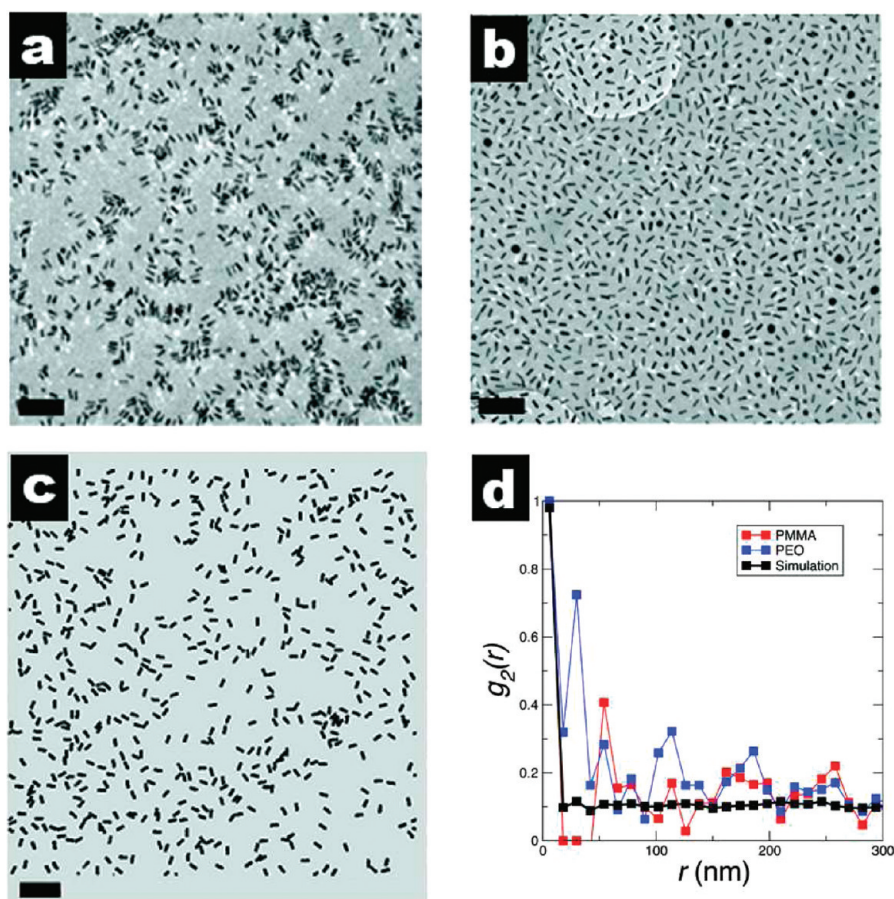 a
b
c
d
1
0.8
0.6
0.4
0.2
0
g₂(r)
PMMA
PEO
Simulation
0
100
200
300
r (nm)